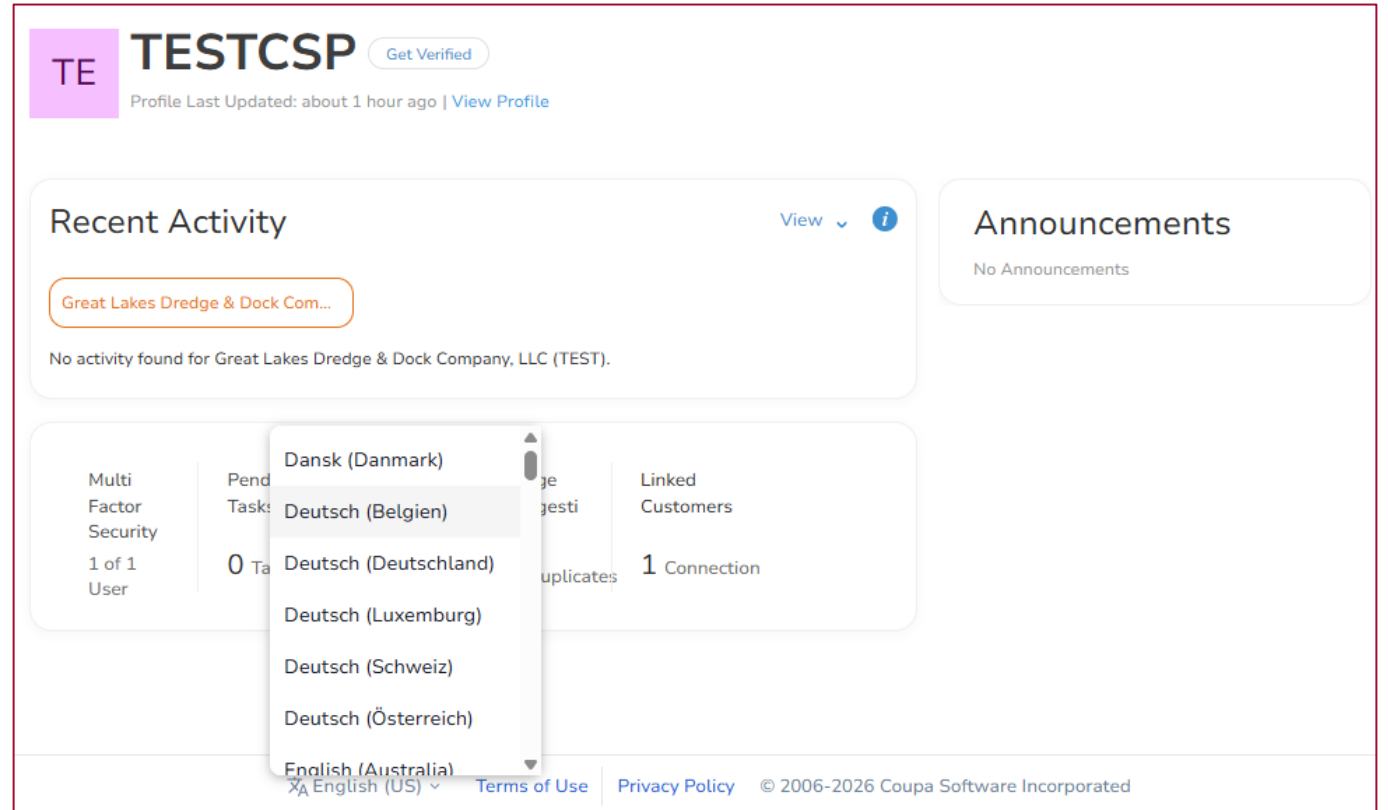 TE
TESTCSP
Get Verified
Profile Last Updated: about 1 hour ago | View Profile
Recent Activity
View
i
Great Lakes Dredge & Dock Com...
No activity found for Great Lakes Dredge & Dock Company, LLC (TEST).
Announcements
No Announcements
Multi
Factor
Security
1 of 1
User
Pend
Tasks
0 Ta
Dansk (Danmark)
Deutsch (Belgien)
Deutsch (Deutschland)
Deutsch (Luxemburg)
Deutsch (Schweiz)
Deutsch (Österreich)
English (Australia)
ge
gesti
uplicates
Linked
Customers
1 Connection
English (US)
Terms of Use
Privacy Policy
© 2006-2026 Coupa Software Incorporated